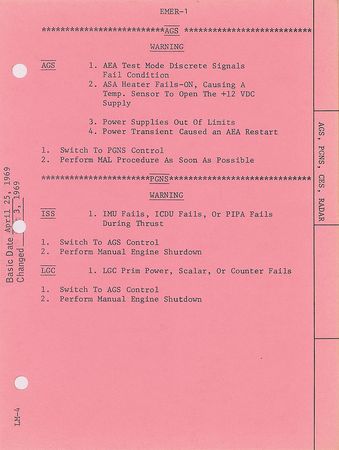 EMER-1
************************AGS ****************************
WARNING
AGS 1. AEA Test Mode Discrete Signals
Fail Condition
2. ASA Heater Fails-ON, Causing A
Temp. Sensor To Open The +12 VDC
Supply
3. Power Supplies Out Of Limits
4. Power Transient Caused an AEA Restart
1. Switch To PGNS Control
2. Perform MAL Procedure As Soon As Possible
*********************PGNS**************************
WARNING
ISS 1. IMU Fails, ICDU Fails, Or PIPA Fails
During Thrust
1. Switch To AGS Control
2. Perform Manual Engine Shurdown
LGC 1. LGC Prim Power, Scalar, Or Counter Fails
1. Switch To AGS Control
2. Perform Manual Engine Shutdown
AGS, PGNS, CRS, RADAR
Basic Date April 25, 1969
Changed 3, 1969
LM-4